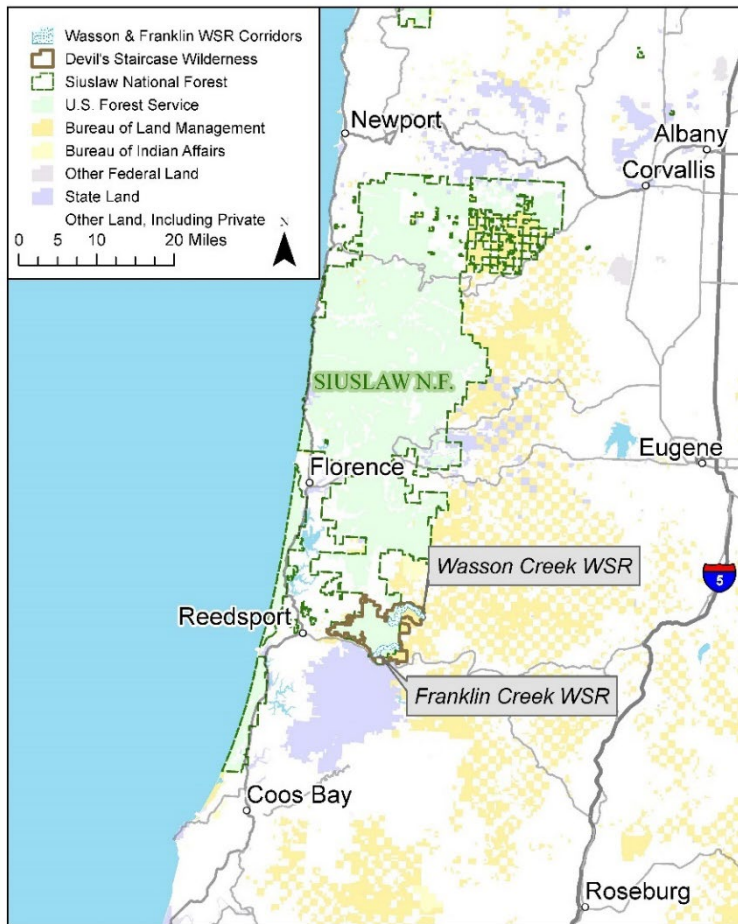 Wasson & Franklin WSR Corridors
Devil's Staircase Wilderness
Siuslaw National Forest
U.S. Forest Service
Bureau of Land Management
Bureau of Indian Affairs
Other Federal Land
State Land
Other Land, Including Private
N
0 5 10 20 Miles
Newport
Albany
Corvallis
SIUSLAW N.F.
Eugene
Florence
Wasson Creek WSR
5
Reedsport
Franklin Creek WSR
Coos Bay
Roseburg